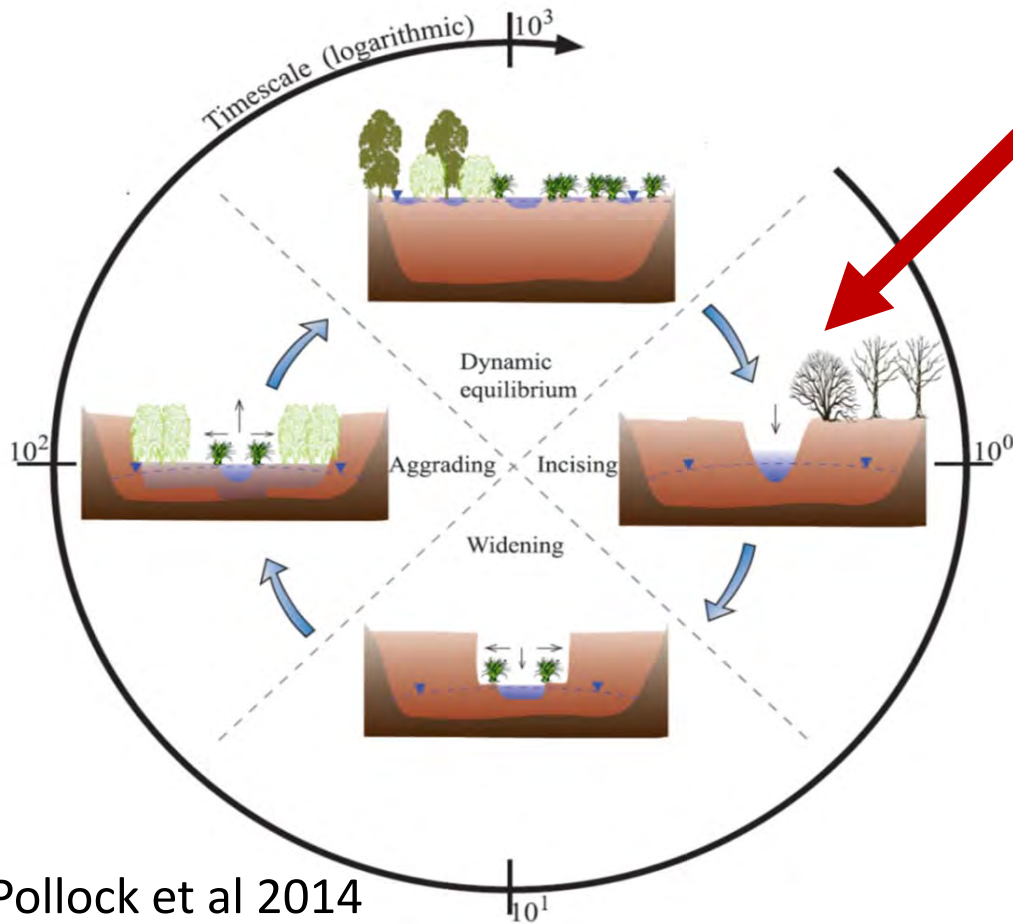 Timescale (logarithmic)
10³
Dynamic
equilibrium
10²
Aggrading
Incising
10⁰
Widening
Pollock et al 2014
10¹